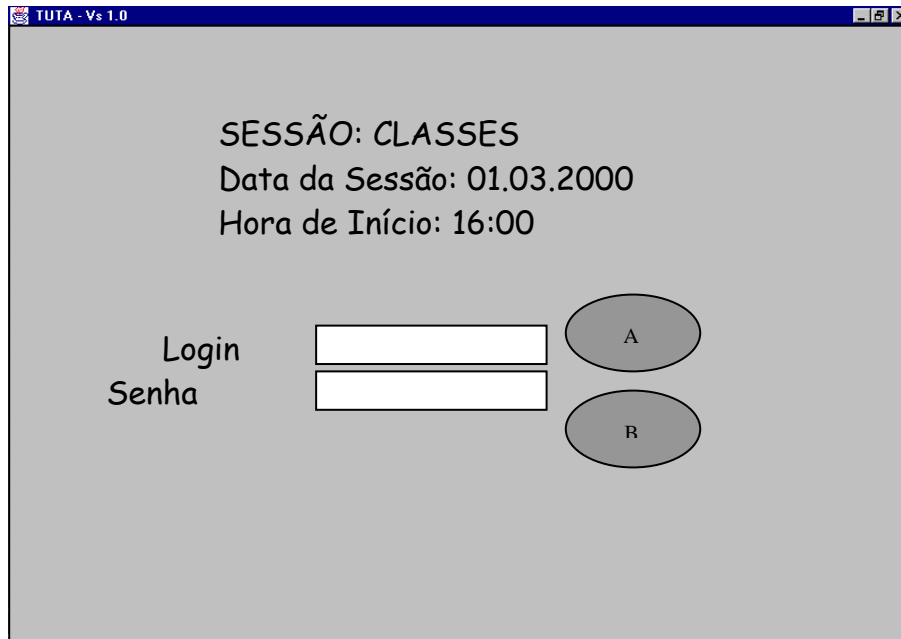 TUTA - Vs 1.0
SESSÃO: CLASSES
Data da Sessão: 01.03.2000
Hora de Início: 16:00
Login
A
Senha
B